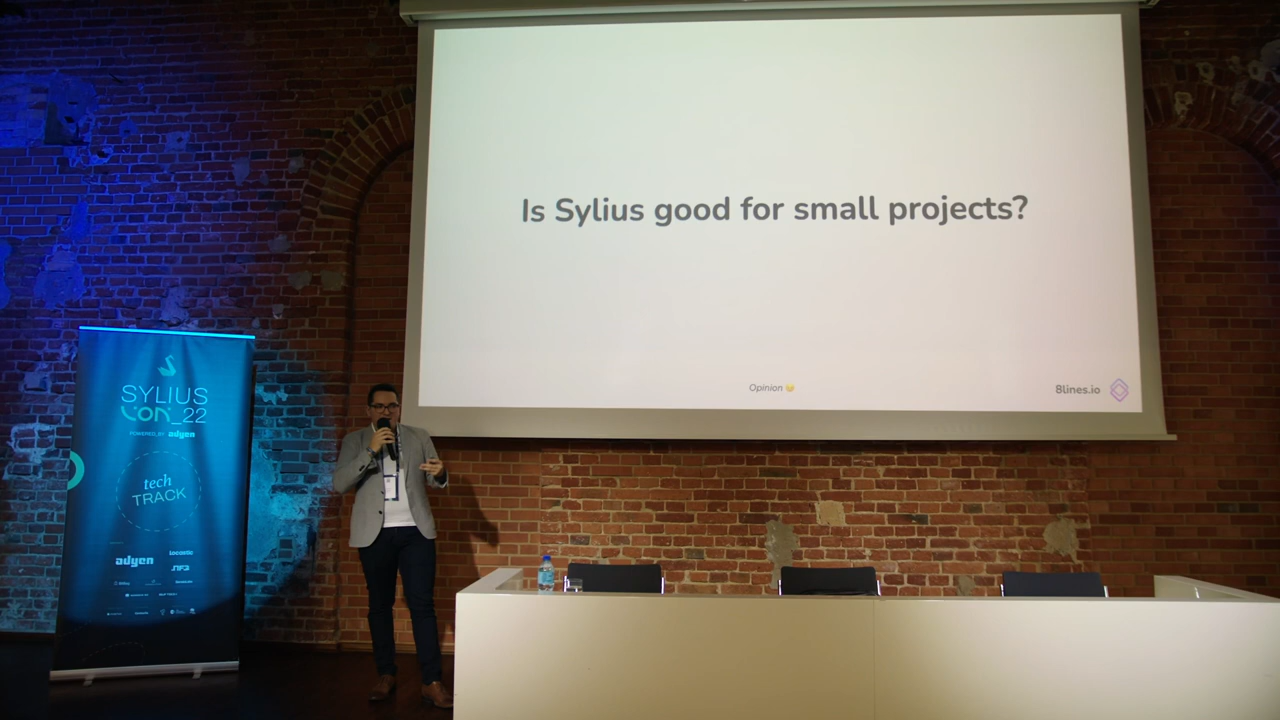 Is Sylius good for small projects?
Opinion
8lines.io
SYLIUS
Con_22
POWERED BY adyen
tech
TRACK
adyen
locastic